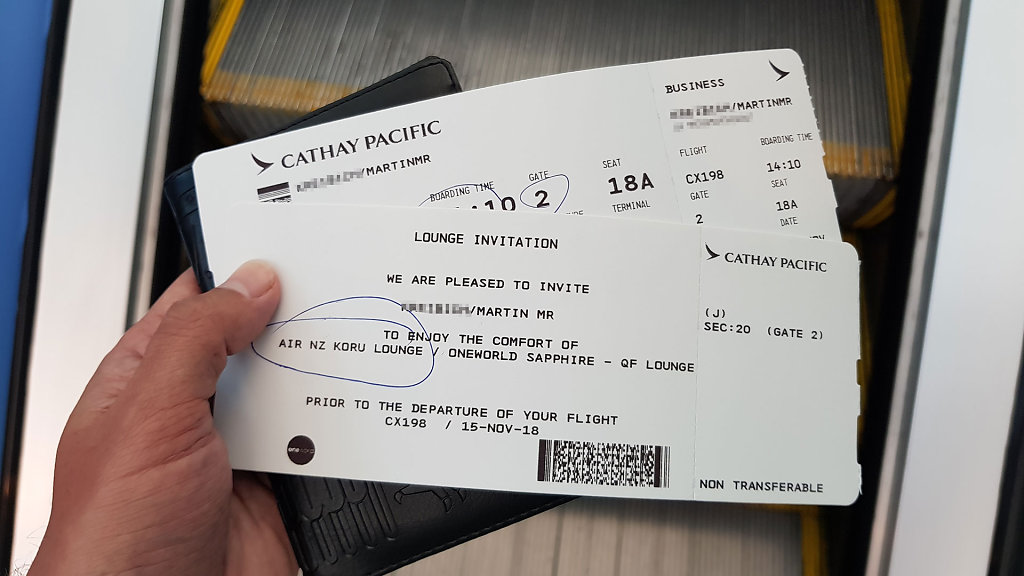 CATHAY PACIFIC
/MARTINMR
BOARDING TIME
GATE
2
SEAT
18A
TERMINAL
BUSINESS
/MARTINMR
FLIGHT
BOARDING TIME
CX198
14:10
GATE
SEAT
2
18A
DATE
LOUNGE INVITATION
WE ARE PLEASED TO INVITE
/MARTIN MR
TO ENJOY THE COMFORT OF
AIR NZ KORU LOUNGE / ONEWORLD SAPPHIRE - QF LOUNGE
PRIOR TO THE DEPARTURE OF YOUR FLIGHT
CX198 / 15-NOV-18
oneworld
CATHAY PACIFIC
(J)
SEC:20 (GATE 2)
NON TRANSFERABLE